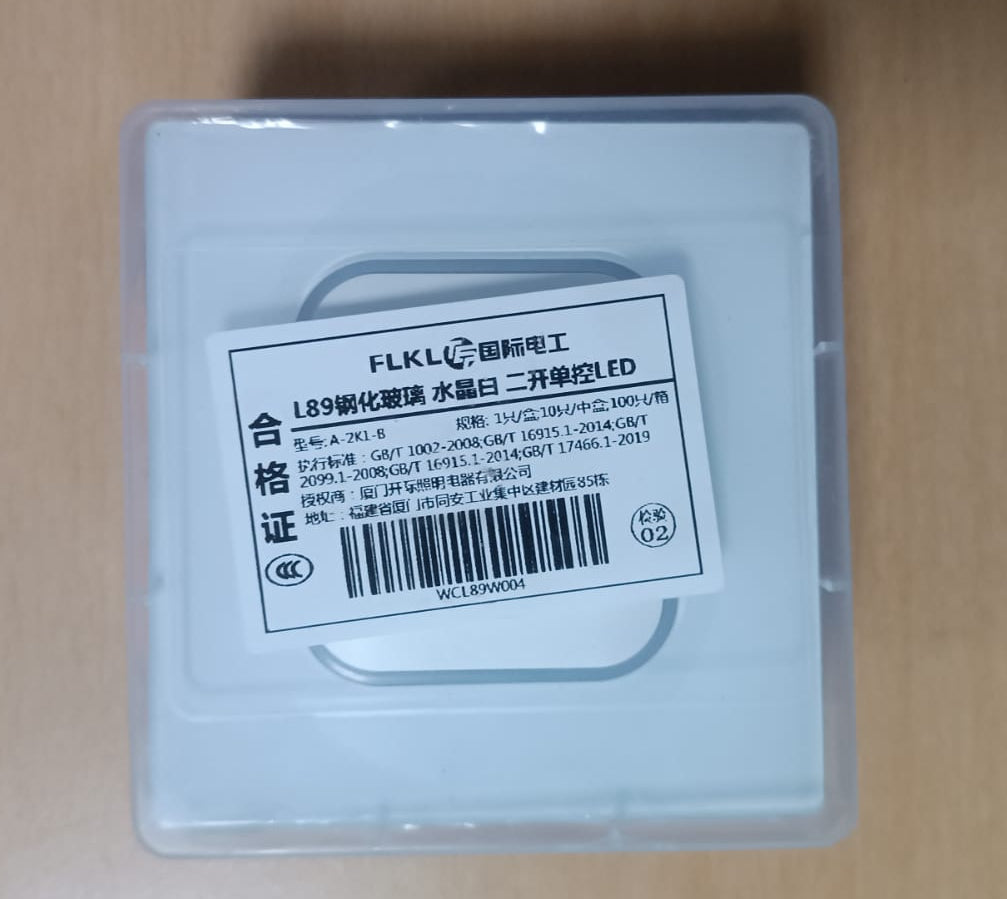 FLKL 国际电工
L89钢化玻璃 水晶白 二开单控LED
合格证
型号: A-2K1-B
规格: 1只/盒;10只/中盒;100只/箱
执行标准：GB/T 1002-2008;GB/T 16915.1-2014;GB/T
2099.1-2008;GB/T 16915.1-2014;GB/T 17466.1-2019
授权商：厦门开际照明电器有限公司
地址：福建省厦门市同安工业集中区建材园85栋
CCC
WCL89W004
检验
02